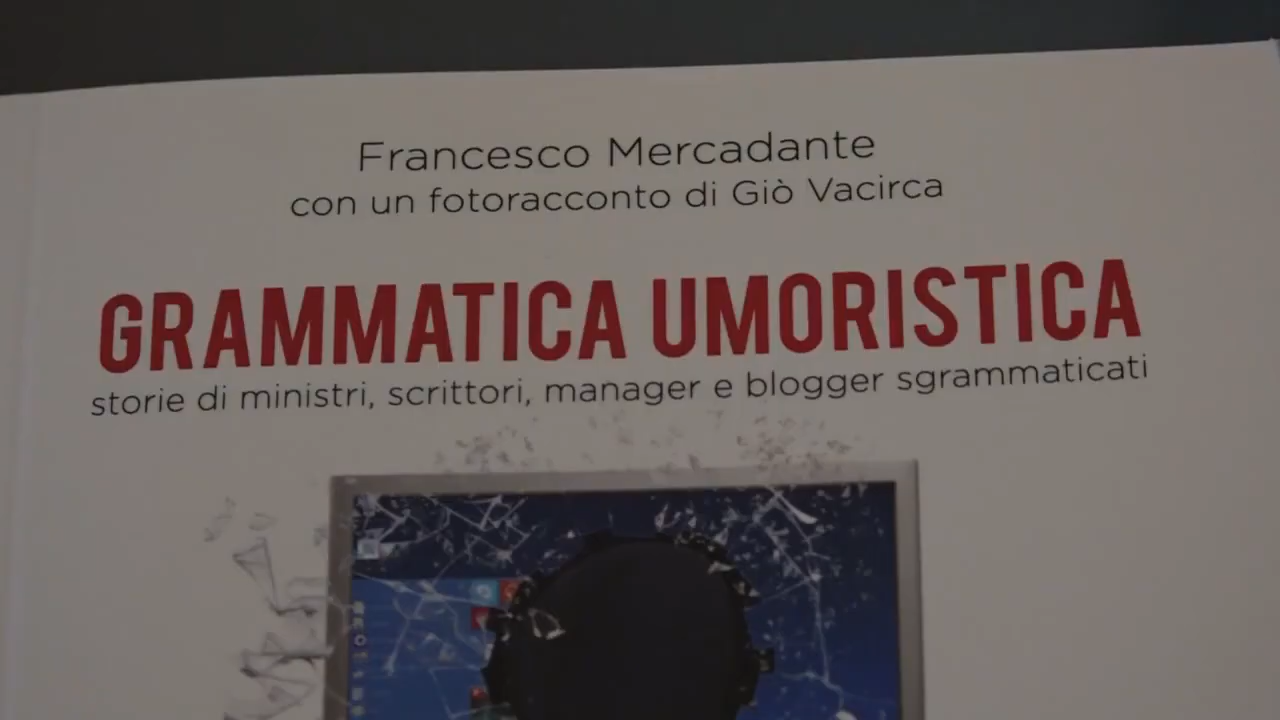 Francesco Mercadante
con un fotoracconto di Giò Vacirca
GRAMMATICA UMORISTICA
storie di ministri, scrittori, manager e blogger sgrammaticati